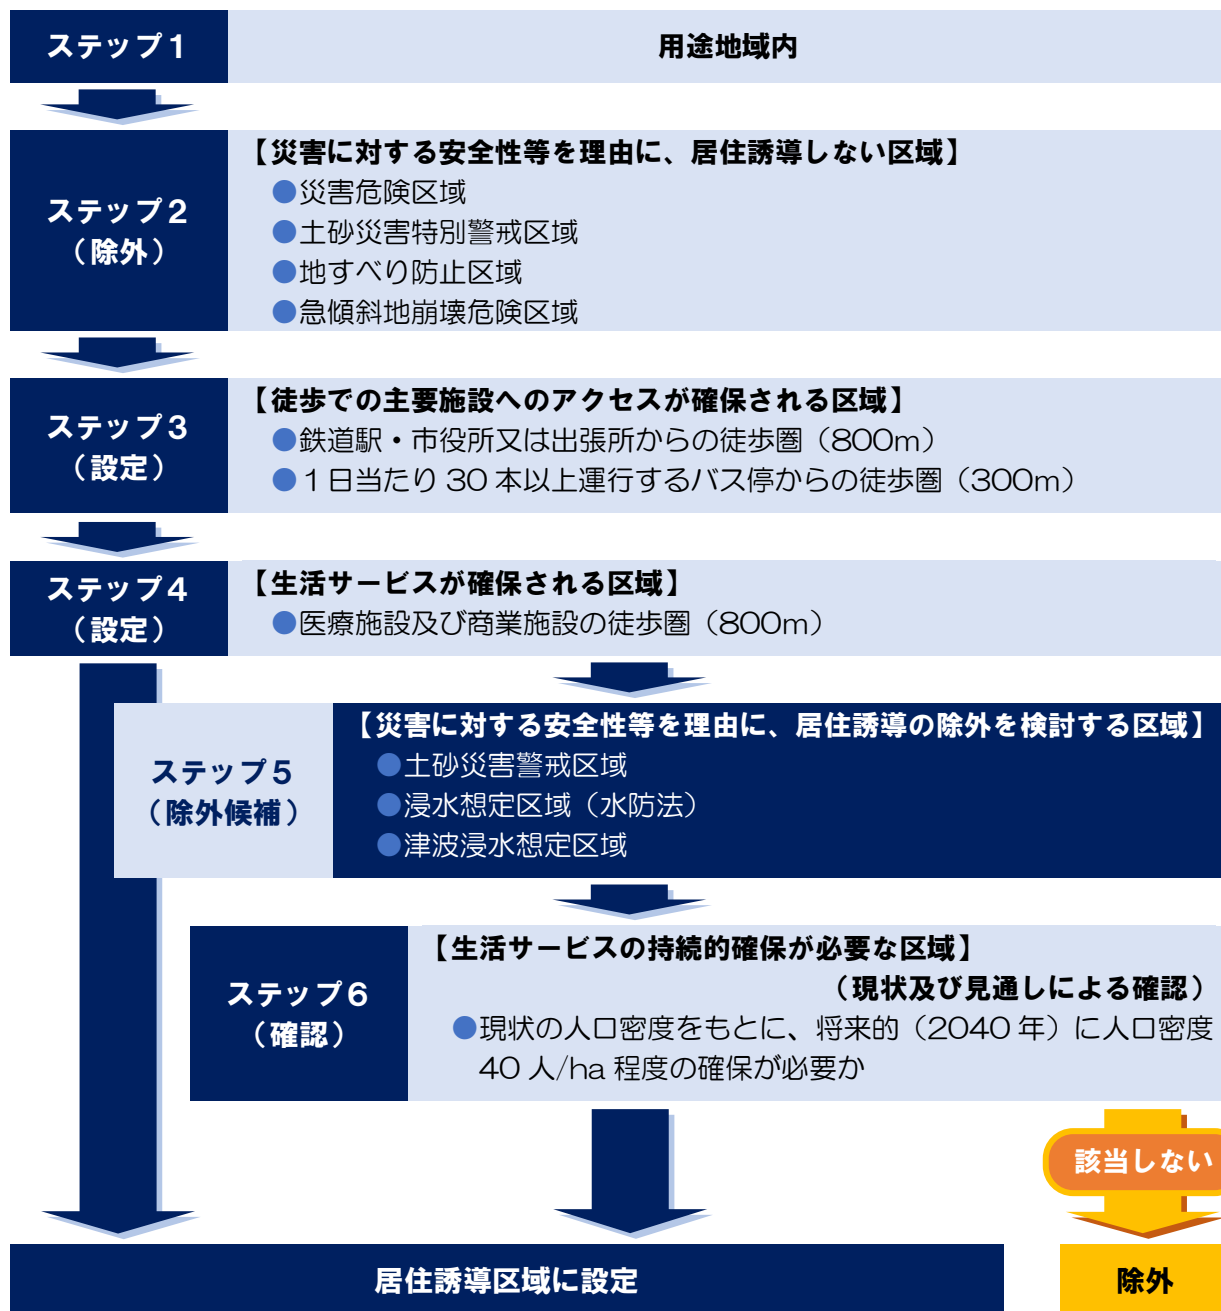 ステップ1
用途地域内
ステップ2
（除外）
【災害に対する安全性等を理由に、居住誘導しない区域】
●災害危険区域
●土砂災害特別警戒区域
●地すべり防止区域
●急傾斜地崩壊危険区域
ステップ3
（設定）
【徒歩での主要施設へのアクセスが確保される区域】
●鉄道駅・市役所又は出張所からの徒歩圏（800m）
●1日当たり30本以上運行するバス停からの徒歩圏（300m）
ステップ4
（設定）
【生活サービスが確保される区域】
●医療施設及び商業施設の徒歩圏（800m）
ステップ5
（除外候補）
【災害に対する安全性等を理由に、居住誘導の除外を検討する区域】
●土砂災害警戒区域
●浸水想定区域（水防法）
●津波浸水想定区域
ステップ6
（確認）
【生活サービスの持続的確保が必要な区域】
（現状及び見通しによる確認）
●現状の人口密度をもとに、将来的（2040年）に人口密度
40人/ha程度の確保が必要か
該当しない
居住誘導区域に設定
除外